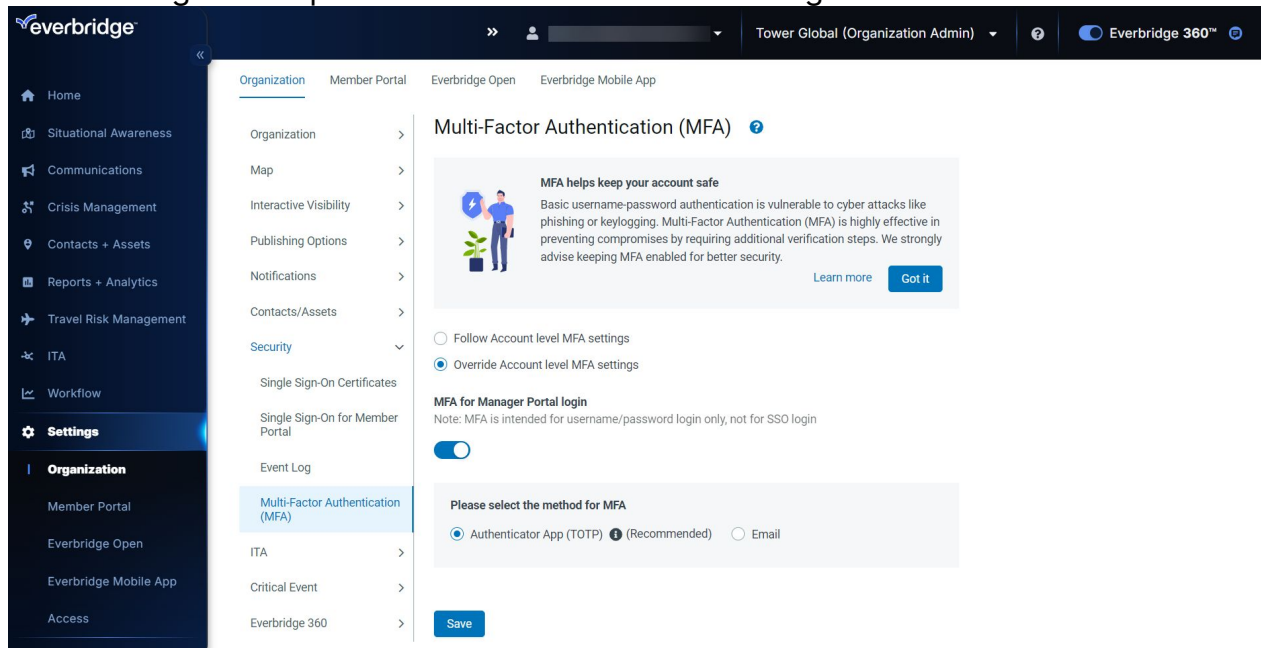 everbridge
»
Tower Global (Organization Admin)
Everbridge 360™
«
Home
Situational Awareness
Communications
Crisis Management
Contacts + Assets
Reports + Analytics
Travel Risk Management
ITA
Workflow
Settings
Organization
Member Portal
Everbridge Open
Everbridge Mobile App
Access
Organization
Member Portal
Everbridge Open
Everbridge Mobile App
Organization
Map
Interactive Visibility
Publishing Options
Notifications
Contacts/Assets
Security
Single Sign-On Certificates
Single Sign-On for Member
Portal
Event Log
Multi-Factor Authentication
(MFA)
ITA
Critical Event
Everbridge 360
Multi-Factor Authentication (MFA)
MFA helps keep your account safe
Basic username-password authentication is vulnerable to cyber attacks like
phishing or keylogging. Multi-Factor Authentication (MFA) is highly effective in
preventing compromises by requiring additional verification steps. We strongly
advise keeping MFA enabled for better security.
Learn more
Got it
Follow Account level MFA settings
Override Account level MFA settings
MFA for Manager Portal login
Note: MFA is intended for username/password login only, not for SSO login
Please select the method for MFA
Authenticator App (TOTP) (Recommended)
Email
Save